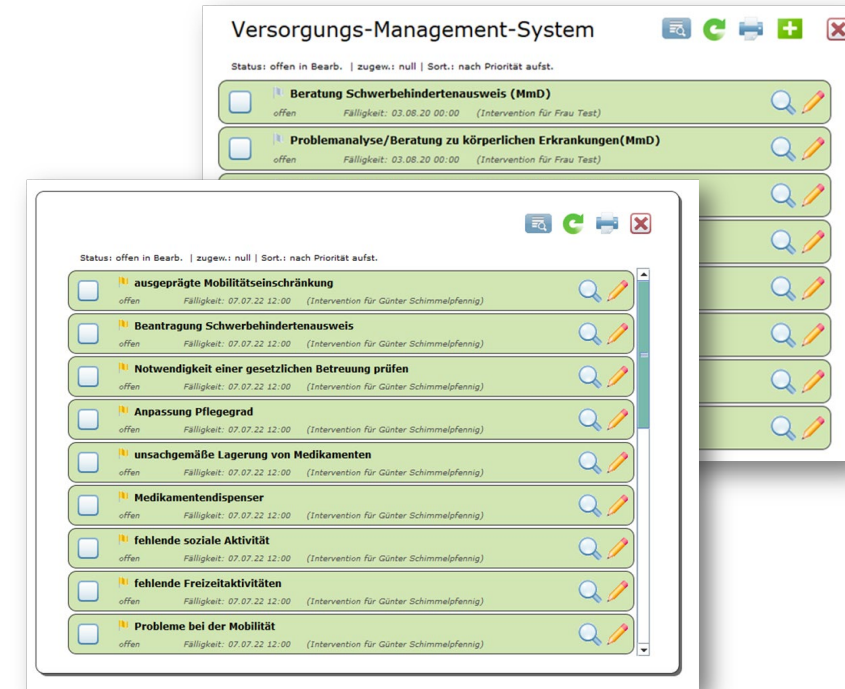 Versorgungs-Management-System
Status: offen in Bearb. | zugew.: null | Sort.: nach Priorität aufst.
Beratung Schwerbehindertenausweis (MmD)
offen Fälligkeit: 03.08.20 00:00 (Intervention für Frau Test)
Problemanalyse/Beratung zu körperlichen Erkrankungen(MmD)
offen Fälligkeit: 03.08.20 00:00 (Intervention für Frau Test)
Status: offen in Bearb. | zugew.: null | Sort.: nach Priorität aufst.
ausgeprägte Mobilitätseinschränkung
offen Fälligkeit: 07.07.22 12:00 (Intervention für Günter Schimmelpfennig)
Beantragung Schwerbehindertenausweis
offen Fälligkeit: 07.07.22 12:00 (Intervention für Günter Schimmelpfennig)
Notwendigkeit einer gesetzlichen Betreuung prüfen
offen Fälligkeit: 07.07.22 12:00 (Intervention für Günter Schimmelpfennig)
Anpassung Pflegegrad
offen Fälligkeit: 07.07.22 12:00 (Intervention für Günter Schimmelpfennig)
unsachgemäße Lagerung von Medikamenten
offen Fälligkeit: 07.07.22 12:00 (Intervention für Günter Schimmelpfennig)
Medikamentendispenser
offen Fälligkeit: 07.07.22 12:00 (Intervention für Günter Schimmelpfennig)
fehlende soziale Aktivität
offen Fälligkeit: 07.07.22 12:00 (Intervention für Günter Schimmelpfennig)
fehlende Freizeitaktivitäten
offen Fälligkeit: 07.07.22 12:00 (Intervention für Günter Schimmelpfennig)
Probleme bei der Mobilität
offen Fälligkeit: 07.07.22 12:00 (Intervention für Günter Schimmelpfennig)